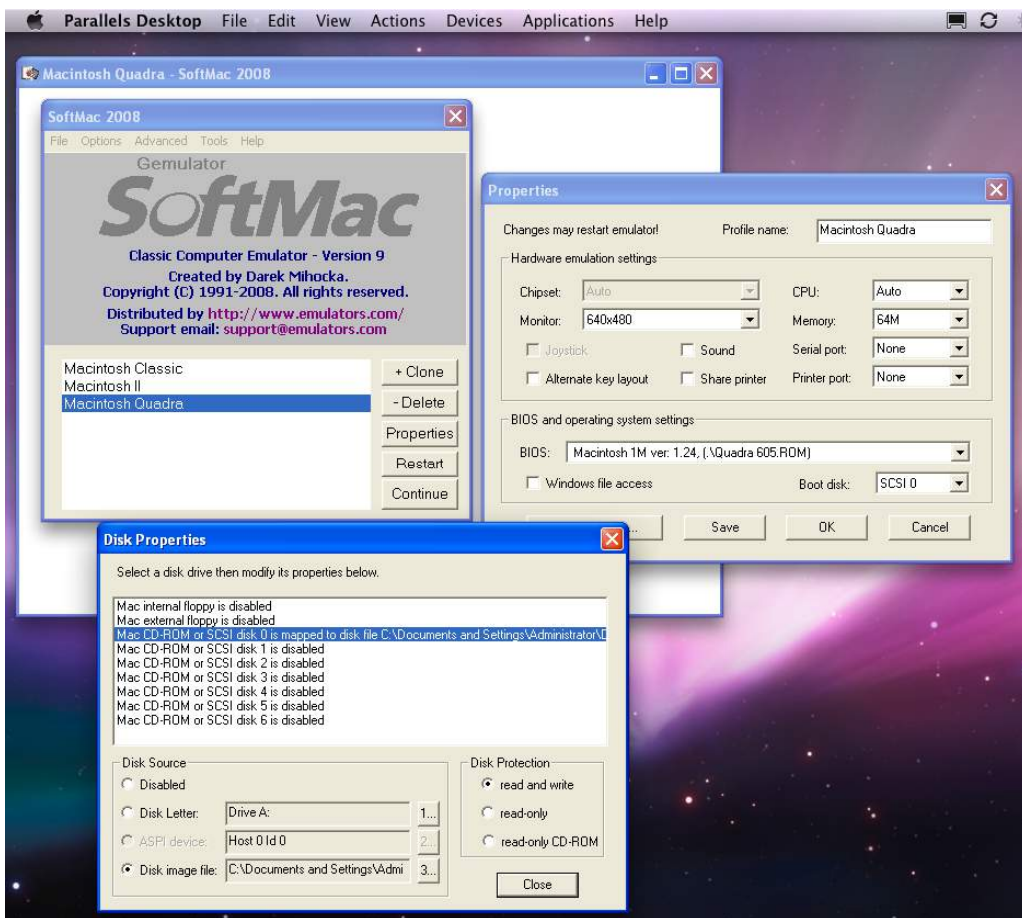 Parallels Desktop File Edit View Actions Devices Applications Help
Macintosh Quadra - SoftMac 2008
SoftMac 2008
File Options Advanced Tools Help
Gemulator
SoftMac
Classic Computer Emulator - Version 9
Created by Darek Mihocka.
Copyright (C) 1991-2008. All rights reserved.
Distributed by http://www.emulators.com/
Support email: support@emulators.com
Macintosh Classic
Macintosh II
Macintosh Quadra
+ Clone
- Delete
Properties
Restart
Continue
Properties
Changes may restart emulator! Profile name: Macintosh Quadra
Hardware emulation settings
Chipset: Auto CPU: Auto
Monitor: 640x480 Memory: 64M
Joystick Sound Serial port: None
Alternate key layout Share printer Printer port: None
BIOS and operating system settings
BIOS: Macintosh 1M ver: 1.24, (.\Quadra 605.ROM)
Windows file access Boot disk: SCSI 0
... Save OK Cancel
Disk Properties
Select a disk drive then modify its properties below.
Mac internal floppy is disabled
Mac external floppy is disabled
Mac CD-ROM or SCSI disk 0 is mapped to disk file C:\Documents and Settings\Administrator\D
Mac CD-ROM or SCSI disk 1 is disabled
Mac CD-ROM or SCSI disk 2 is disabled
Mac CD-ROM or SCSI disk 3 is disabled
Mac CD-ROM or SCSI disk 4 is disabled
Mac CD-ROM or SCSI disk 5 is disabled
Mac CD-ROM or SCSI disk 6 is disabled
Disk Source
Disabled
Disk Letter: Drive A: 1...
ASPI device: Host 0 Id 0 2...
Disk image file: C:\Documents and Settings\Admi 3...
Disk Protection
read and write
read-only
read-only CD-ROM
Close